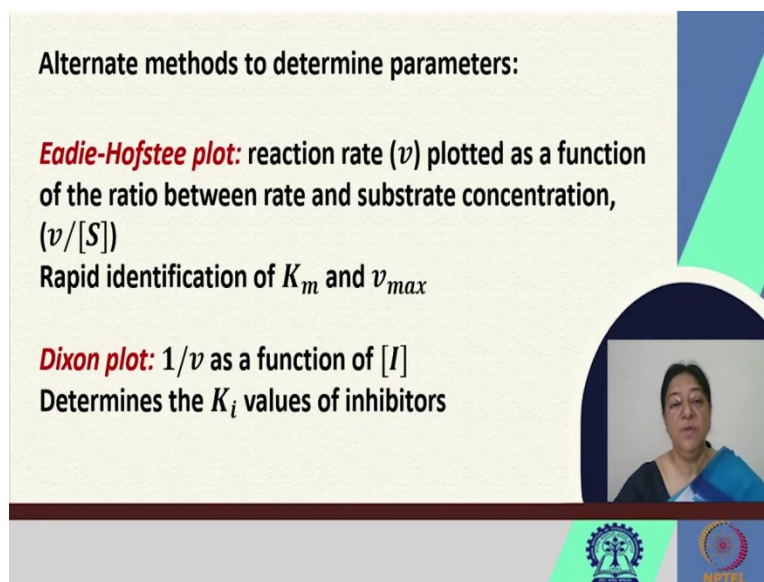 Alternate methods to determine parameters:
Eadie-Hofstee plot: reaction rate (v) plotted as a function
of the ratio between rate and substrate concentration,
(v/[S])
Rapid identification of Kₘ and vₘₐₓ
Dixon plot: 1/v as a function of [I]
Determines the Kᵢ values of inhibitors
NPTEL